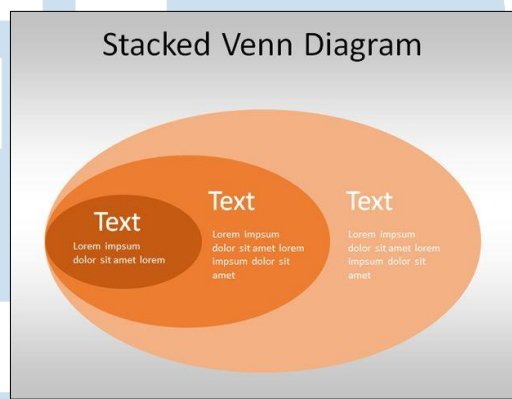 Stacked Venn Diagram
Text
Lorem impsum
dolor sit amet lorem
Text
Lorem impsum
dolor sit amet lorem
impsum dolor sit
amet
Text
Lorem impsum
dolor sit amet lorem
impsum dolor sit
amet